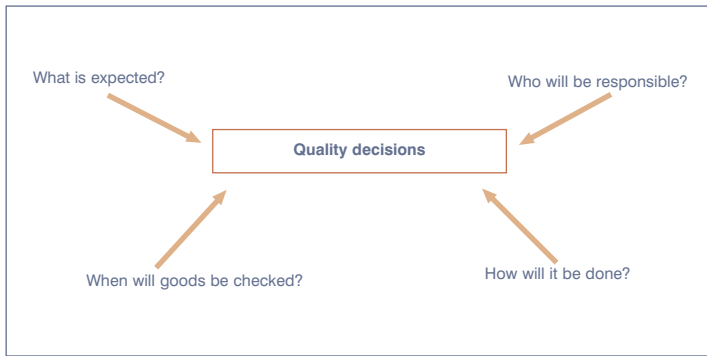 What is expected?
Who will be responsible?
Quality decisions
When will goods be checked?
How will it be done?